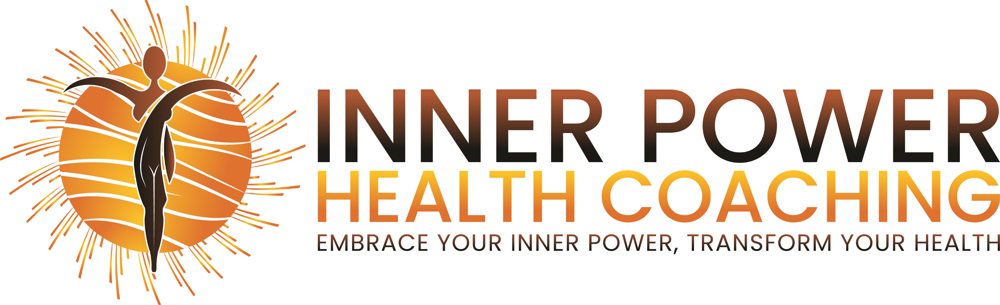 INNER POWER
HEALTH COACHING
EMBRACE YOUR INNER POWER, TRANSFORM YOUR HEALTH